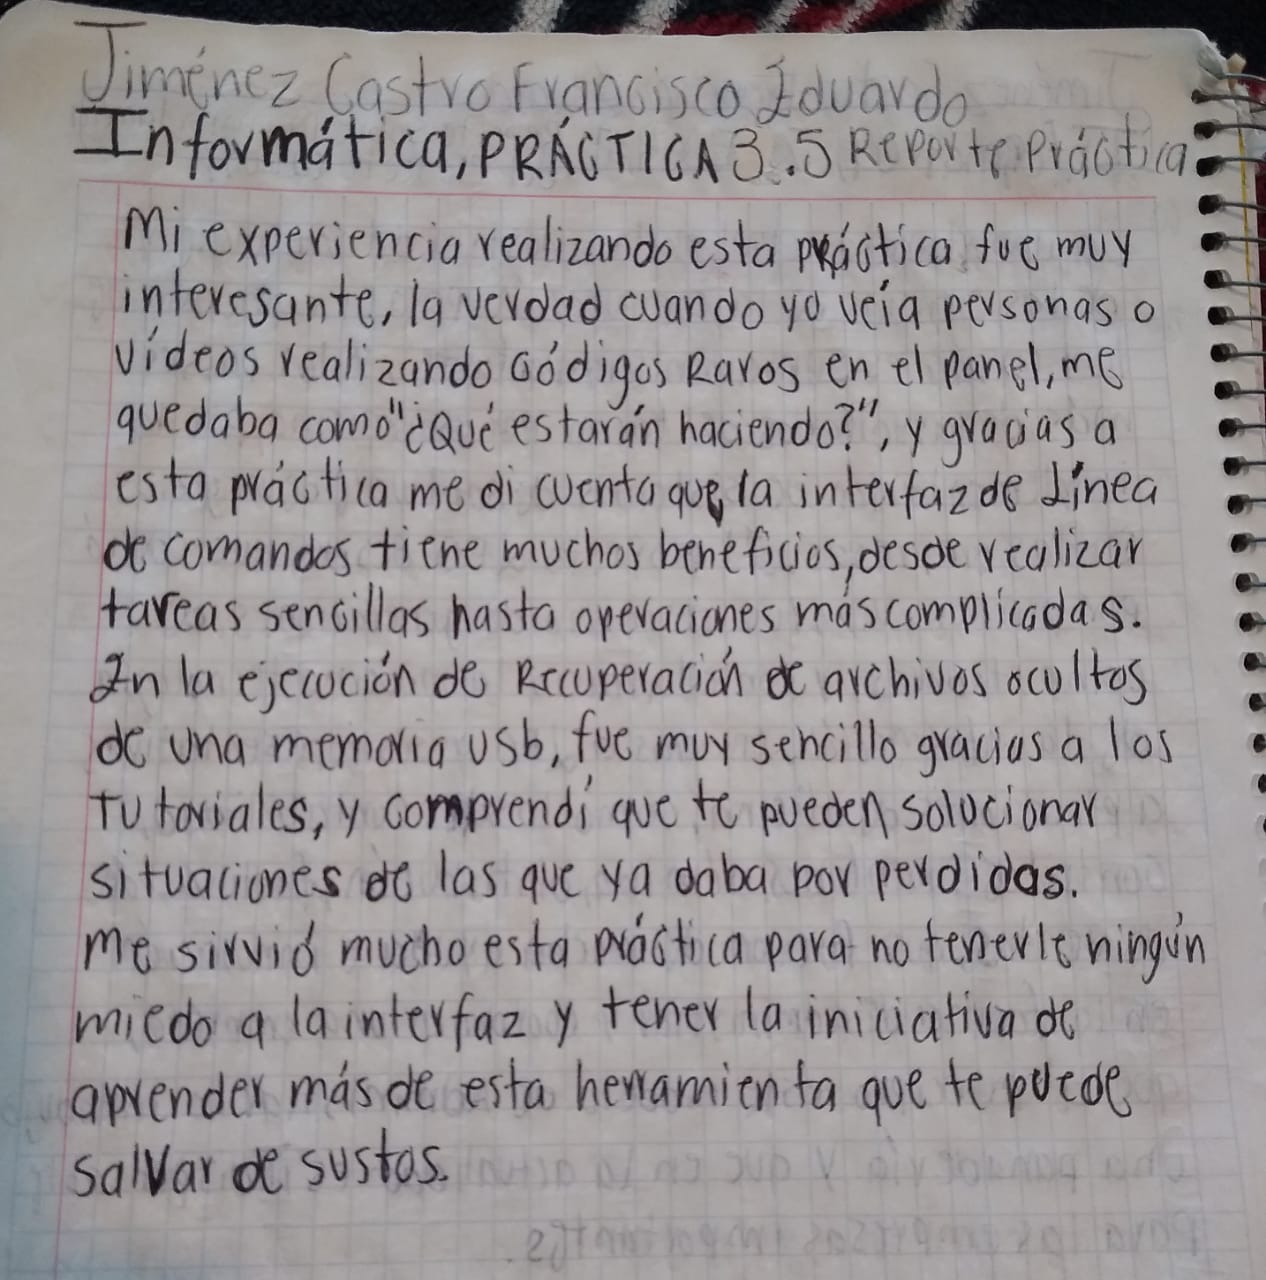 Jiménez Castro Francisco Eduardo
Informática, PRÁCTICA 3.5 Reporte Práctica
Mi experiencia realizando esta práctica fue muy
interesante, la verdad cuando yo veía personas o
vídeos realizando códigos Raros en el panel, me
quedaba como "¿Qué estarán haciendo?", y gracias a
esta práctica me di cuenta que la interfaz de Línea
de comandos tiene muchos beneficios, desde realizar
tareas sencillas hasta operaciones más complicadas.
En la ejecución de Recuperación de archivos ocultos
de una memoria usb, fue muy sencillo gracias a los
tutoriales, y comprendí que te pueden solucionar
situaciones de las que ya daba por perdidas.
Me sirvió mucho esta práctica para no tenerle ningún
miedo a la interfaz y tener la iniciativa de
aprender más de esta herramienta que te puede
salvar de sustos.